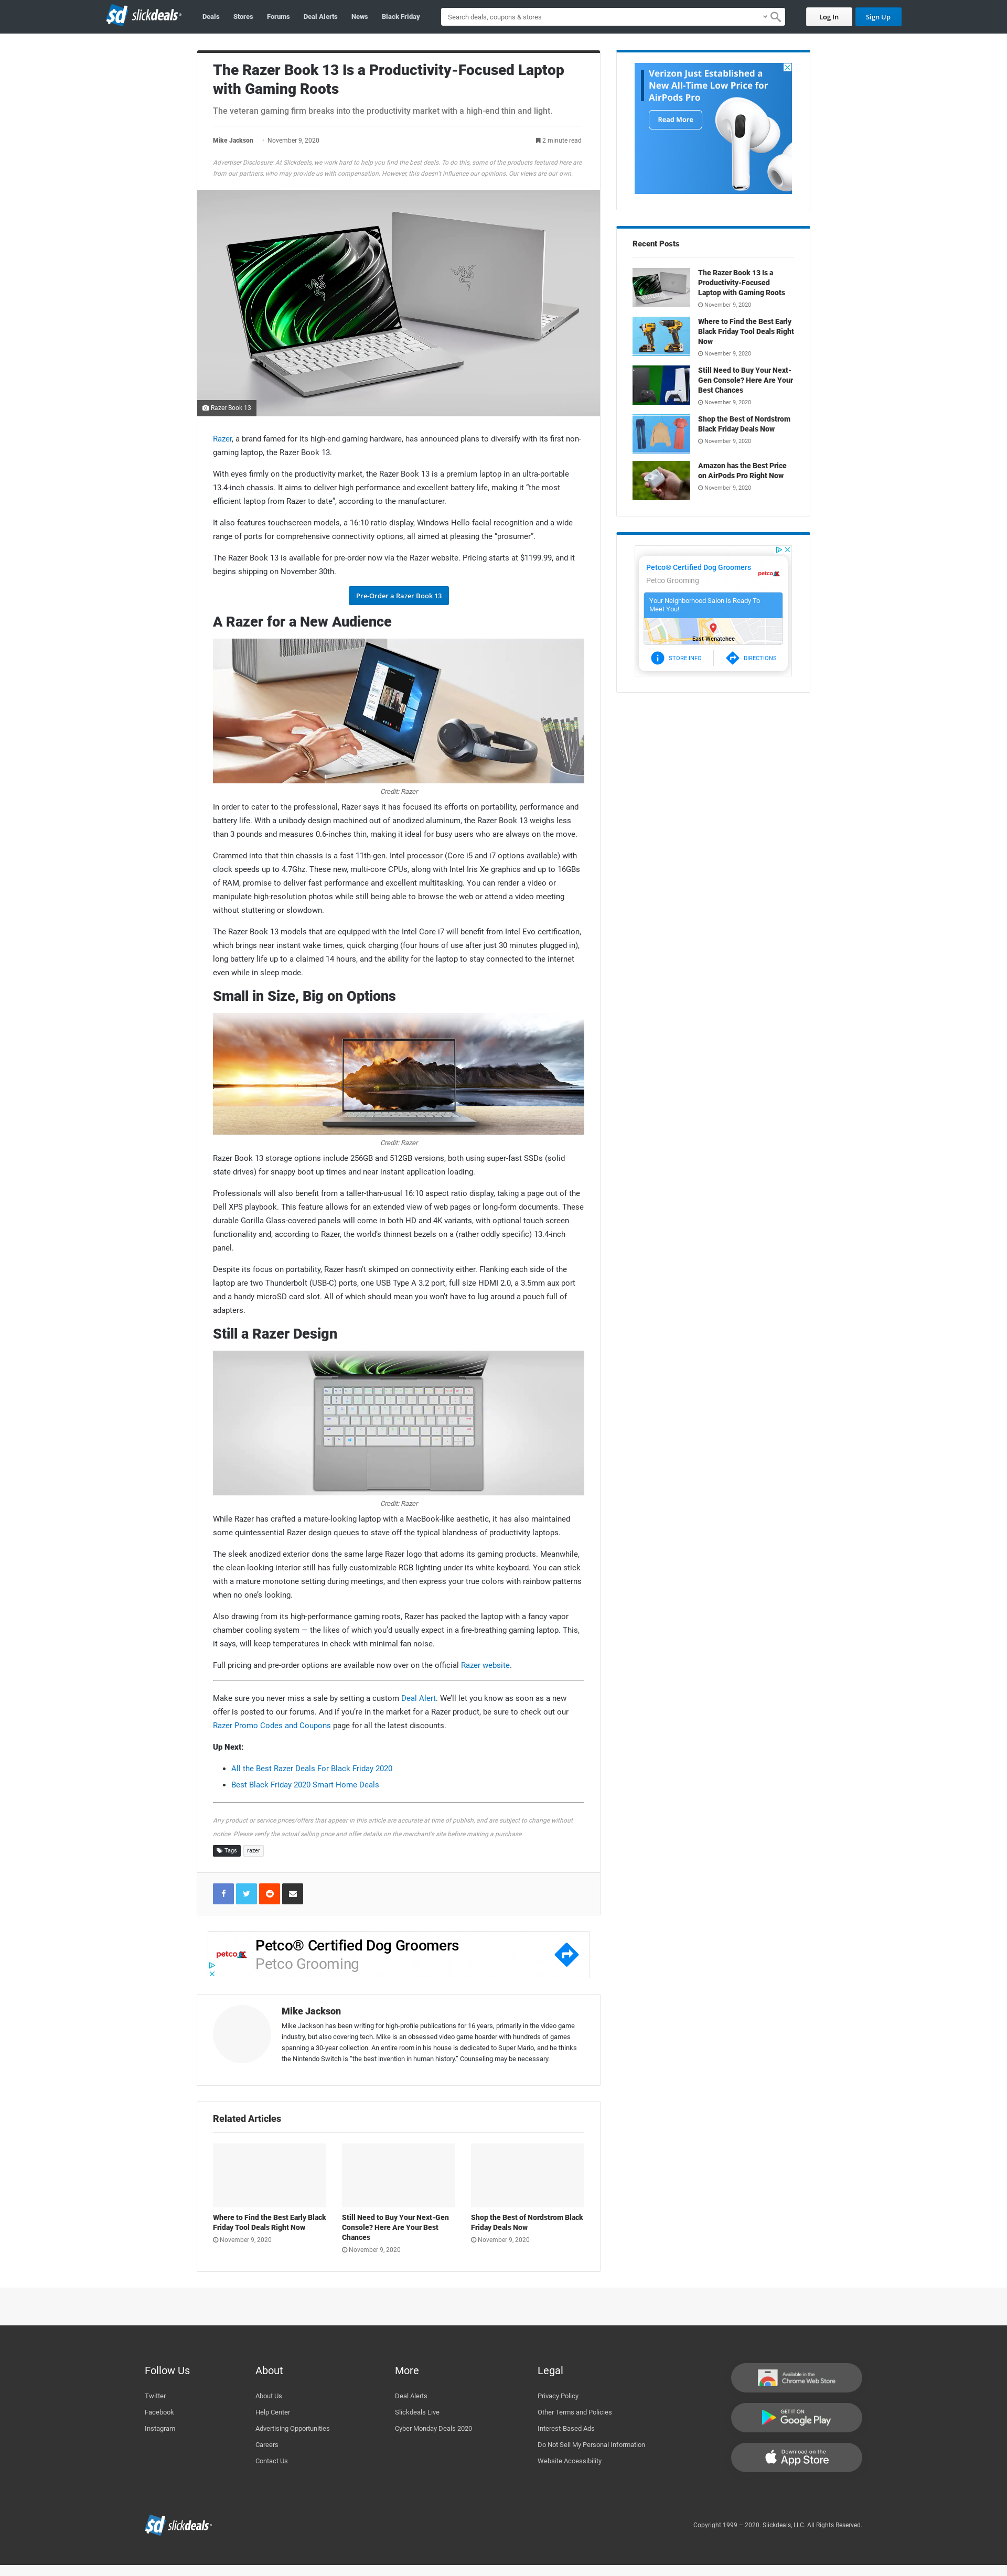 sd slickdeals
Deals
Stores
Forums
Deal Alerts
News
Black Friday
Search deals, coupons & stores
Log In
Sign Up
The Razer Book 13 Is a Productivity-Focused Laptop
with Gaming Roots
The veteran gaming firm breaks into the productivity market with a high-end thin and light.
Mike Jackson · November 9, 2020
2 minute read
Advertiser Disclosure: At Slickdeals, we work hard to help you find the best deals. To do this, some of the products featured here are
from our partners, who may provide us with compensation. However, this doesn't influence our opinions. Our views are our own.
Razer Book 13
Razer, a brand famed for its high-end gaming hardware, has announced plans to diversify with its first non-
gaming laptop, the Razer Book 13.
With eyes firmly on the productivity market, the Razer Book 13 is a premium laptop in an ultra-portable
13.4-inch chassis. It aims to deliver high performance and excellent battery life, making it “the most
efficient laptop from Razer to date”, according to the manufacturer.
It also features touchscreen models, a 16:10 ratio display, Windows Hello facial recognition and a wide
range of ports for comprehensive connectivity options, all aimed at pleasing the “prosumer”.
The Razer Book 13 is available for pre-order now via the Razer website. Pricing starts at $1199.99, and it
begins shipping on November 30th.
Pre-Order a Razer Book 13
A Razer for a New Audience
Credit: Razer
In order to cater to the professional, Razer says it has focused its efforts on portability, performance and
battery life. With a unibody design machined out of anodized aluminum, the Razer Book 13 weighs less
than 3 pounds and measures 0.6-inches thin, making it ideal for busy users who are always on the move.
Crammed into that thin chassis is a fast 11th-gen. Intel processor (Core i5 and i7 options available) with
clock speeds up to 4.7Ghz. These new, multi-core CPUs, along with Intel Iris Xe graphics and up to 16GBs
of RAM, promise to deliver fast performance and excellent multitasking. You can render a video or
manipulate high-resolution photos while still being able to browse the web or attend a video meeting
without stuttering or slowdown.
The Razer Book 13 models that are equipped with the Intel Core i7 will benefit from Intel Evo certification,
which brings near instant wake times, quick charging (four hours of use after just 30 minutes plugged in),
long battery life up to a claimed 14 hours, and the ability for the laptop to stay connected to the internet
even while in sleep mode.
Small in Size, Big on Options
Credit: Razer
Razer Book 13 storage options include 256GB and 512GB versions, both using super-fast SSDs (solid
state drives) for snappy boot up times and near instant application loading.
Professionals will also benefit from a taller-than-usual 16:10 aspect ratio display, taking a page out of the
Dell XPS playbook. This feature allows for an extended view of web pages or long-form documents. These
durable Gorilla Glass-covered panels will come in both HD and 4K variants, with optional touch screen
functionality and, according to Razer, the world's thinnest bezels on a (rather oddly specific) 13.4-inch
panel.
Despite its focus on portability, Razer hasn't skimped on connectivity either. Flanking each side of the
laptop are two Thunderbolt (USB-C) ports, one USB Type A 3.2 port, full size HDMI 2.0, a 3.5mm aux port
and a handy microSD card slot. All of which should mean you won't have to lug around a pouch full of
adapters.
Still a Razer Design
Credit: Razer
While Razer has crafted a mature-looking laptop with a MacBook-like aesthetic, it has also maintained
some quintessential Razer design queues to stave off the typical blandness of productivity laptops.
The sleek anodized exterior dons the same large Razer logo that adorns its gaming products. Meanwhile,
the clean-looking interior still has fully customizable RGB lighting under its white keyboard. You can stick
with a mature monotone setting during meetings, and then express your true colors with rainbow patterns
when no one's looking.
Also drawing from its high-performance gaming roots, Razer has packed the laptop with a fancy vapor
chamber cooling system — the likes of which you'd usually expect in a fire-breathing gaming laptop. This,
it says, will keep temperatures in check with minimal fan noise.
Full pricing and pre-order options are available now over on the official Razer website.
Make sure you never miss a sale by setting a custom Deal Alert. We'll let you know as soon as a new
offer is posted to our forums. And if you're in the market for a Razer product, be sure to check out our
Razer Promo Codes and Coupons page for all the latest discounts.
Up Next:
• All the Best Razer Deals For Black Friday 2020
• Best Black Friday 2020 Smart Home Deals
Any product or service prices/offers that appear in this article are accurate at time of publish, and are subject to change without
notice. Please verify the actual selling price and offer details on the merchant's site before making a purchase.
Tags
razer
petco
Petco® Certified Dog Groomers
Petco Grooming
Mike Jackson
Mike Jackson has been writing for high-profile publications for 16 years, primarily in the video game
industry, but also covering tech. Mike is an obsessed video game hoarder with hundreds of games
spanning a 30-year collection. An entire room in his house is dedicated to Super Mario, and he thinks
the Nintendo Switch is “the best invention in human history.” Counseling may be necessary.
Related Articles
Where to Find the Best Early Black
Friday Tool Deals Right Now
November 9, 2020
Still Need to Buy Your Next-Gen
Console? Here Are Your Best
Chances
November 9, 2020
Shop the Best of Nordstrom Black
Friday Deals Now
November 9, 2020
Verizon Just Established a
New All-Time Low Price for
AirPods Pro
Read More
Recent Posts
The Razer Book 13 Is a
Productivity-Focused
Laptop with Gaming Roots
November 9, 2020
Where to Find the Best Early
Black Friday Tool Deals Right
Now
November 9, 2020
Still Need to Buy Your Next-
Gen Console? Here Are Your
Best Chances
November 9, 2020
Shop the Best of Nordstrom
Black Friday Deals Now
November 9, 2020
Amazon has the Best Price
on AirPods Pro Right Now
November 9, 2020
Petco® Certified Dog Groomers
Petco Grooming
petco
Your Neighborhood Salon is Ready To
Meet You!
East Wenatchee
STORE INFO
DIRECTIONS
Follow Us
Twitter
Facebook
Instagram
About
About Us
Help Center
Advertising Opportunities
Careers
Contact Us
More
Deal Alerts
Slickdeals Live
Cyber Monday Deals 2020
Legal
Privacy Policy
Other Terms and Policies
Interest-Based Ads
Do Not Sell My Personal Information
Website Accessibility
Available in the
Chrome Web Store
GET IT ON
Google Play
Download on the
App Store
sd slickdeals
Copyright 1999 – 2020. Slickdeals, LLC. All Rights Reserved.